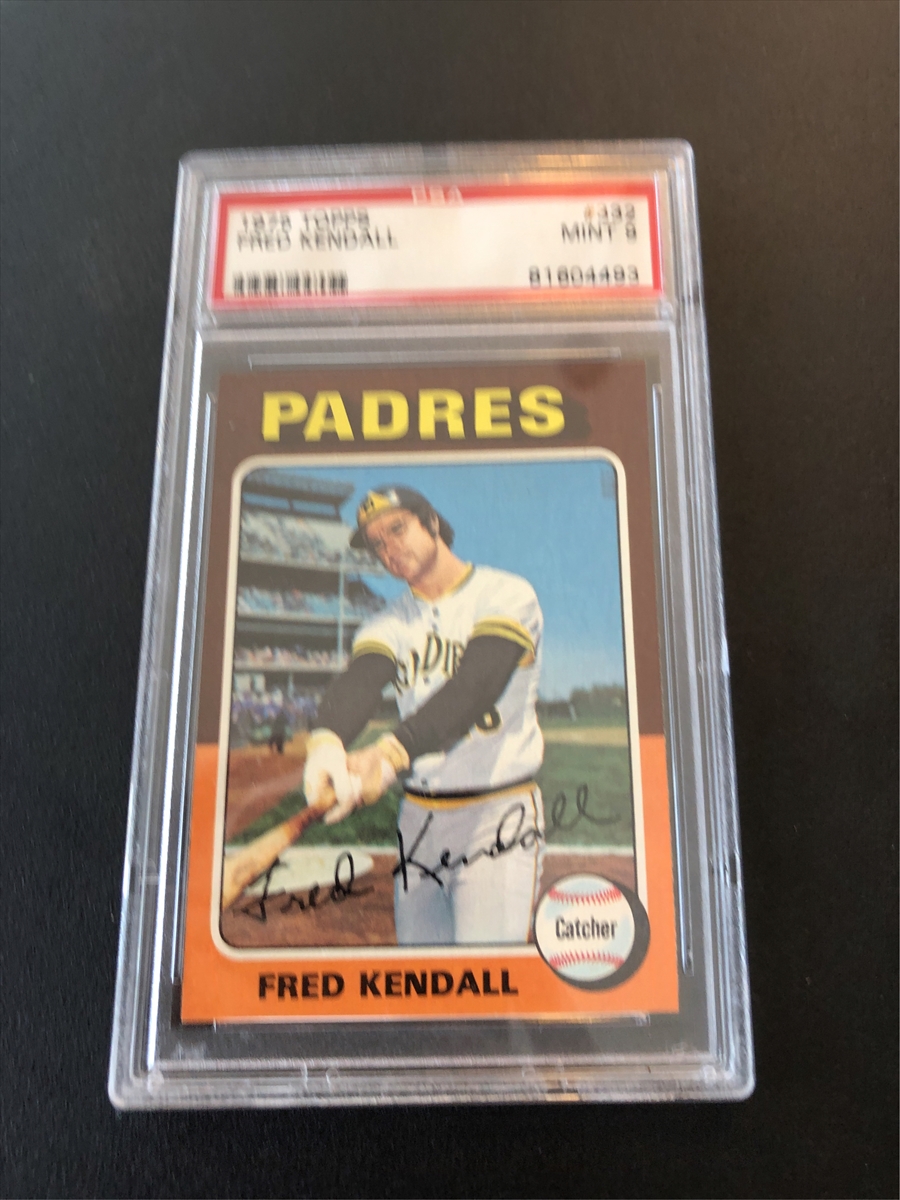 PSA
1975 TOPPS #332
FRED KENDALL MINT 9
81604493
PADRES
Fred Kendall
Catcher
FRED KENDALL